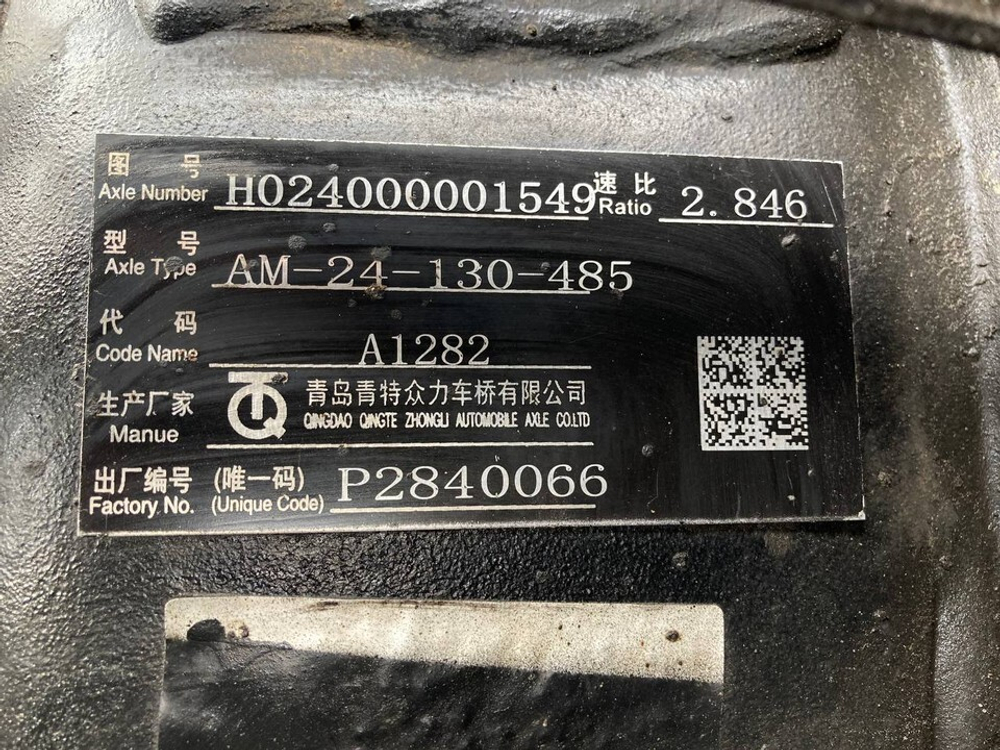 图号 H0240000001549 速比 2.846
Axle Number Ratio
型号 AM-24-130-485
Axle Type
代码 A1282
Code Name
生产厂家 青岛青特众力车桥有限公司
Manue QINGDAO QINGTE ZHONGLI AUTOMOBILE AXLE CO.LTD
出厂编号 (唯一码) P2840066
Factory No. (Unique Code)